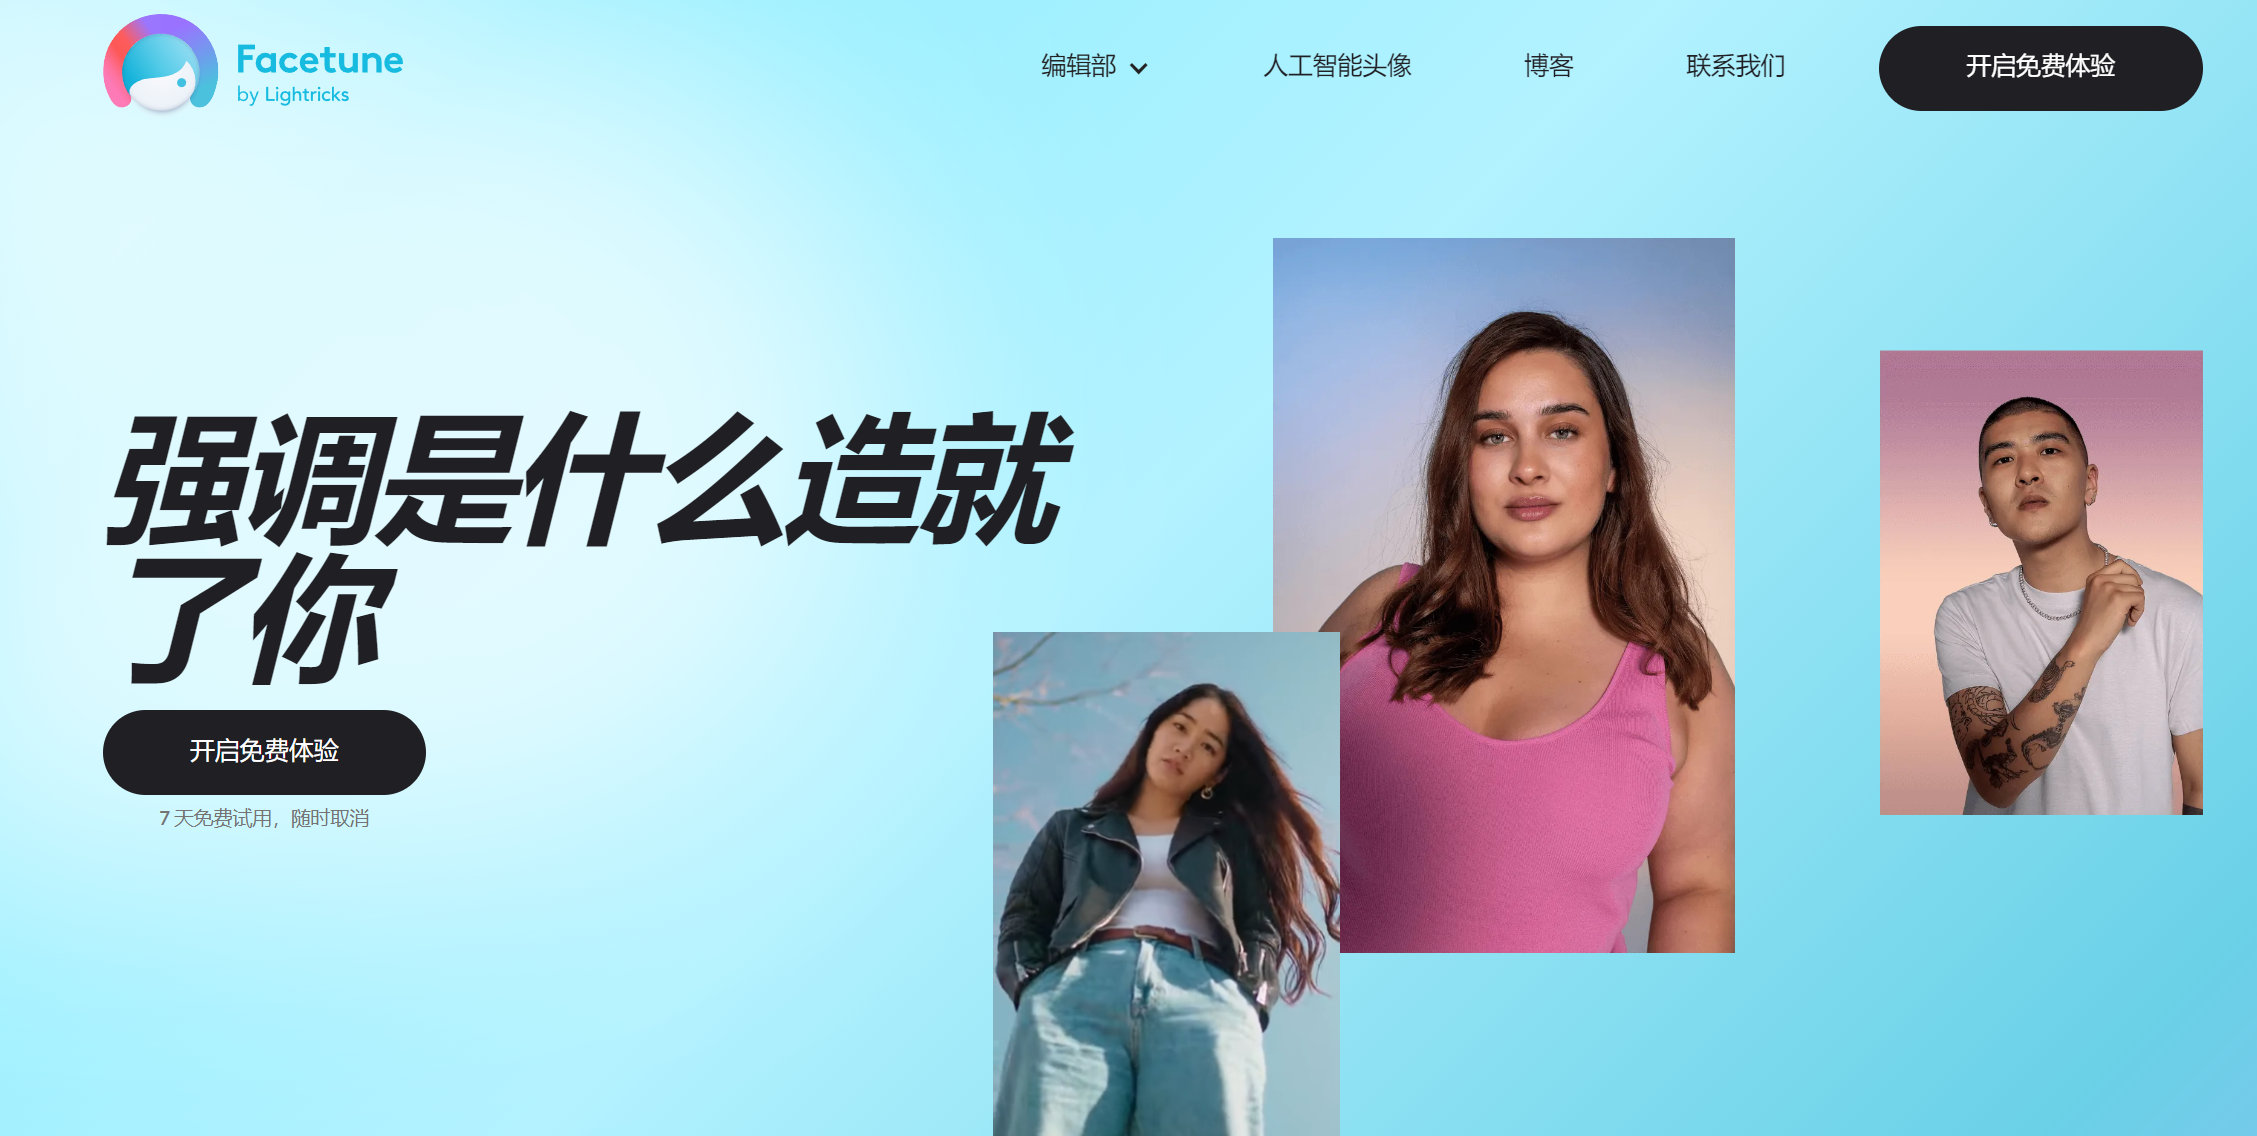 Facetune
by Lightricks
编辑部
人工智能头像
博客
联系我们
开启免费体验
强调是什么造就
了你
开启免费体验
7 天免费试用，随时取消